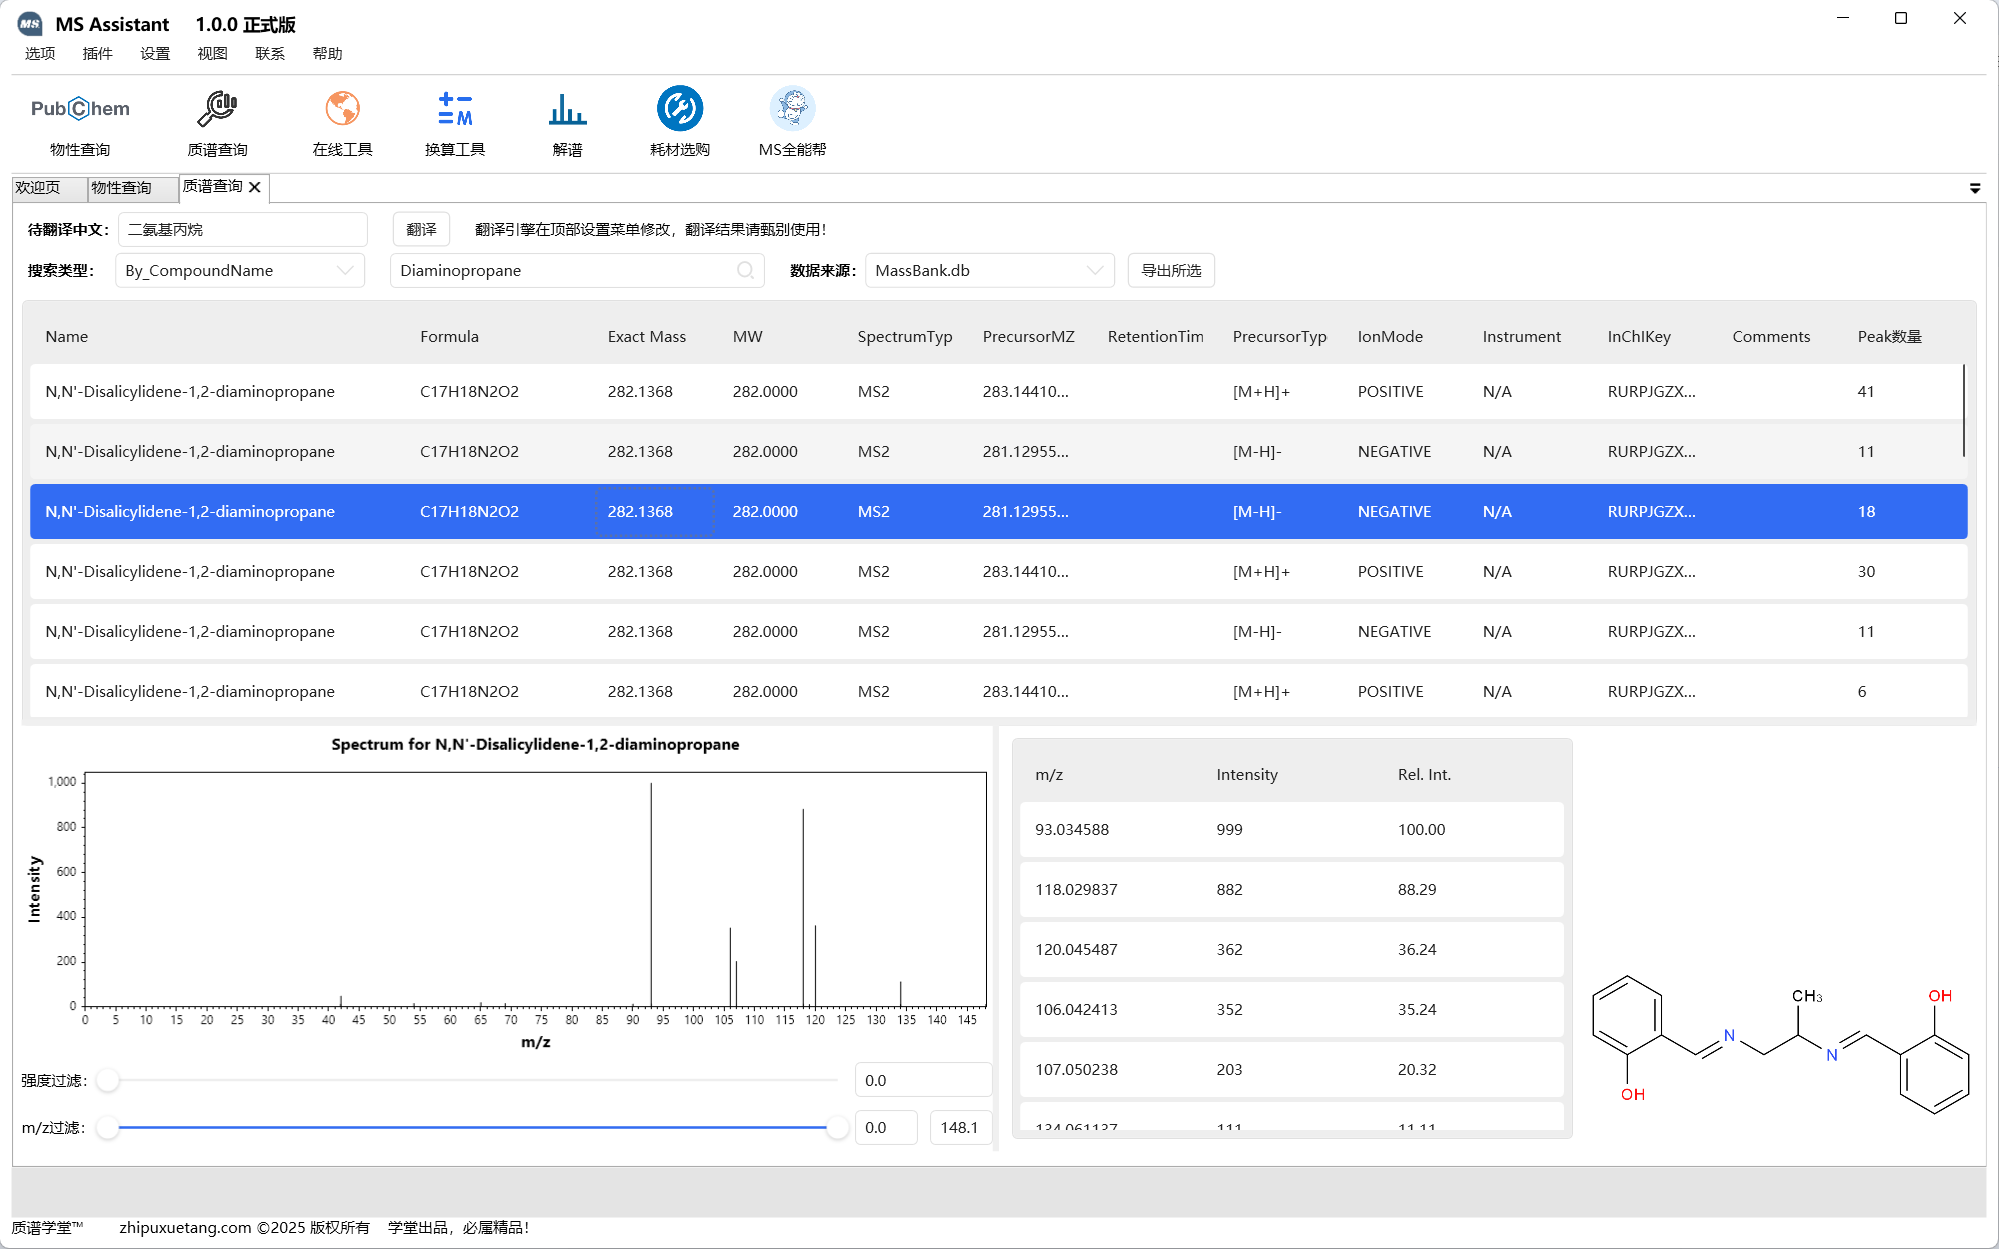 MS MS Assistant 1.0.0 正式版
选项 插件 设置 视图 联系 帮助
PubChem
物性查询 质谱查询 在线工具 换算工具 解谱 耗材选购 MS全能帮
欢迎页 物性查询 质谱查询
待翻译中文： 二氨基丙烷 翻译 翻译引擎在顶部设置菜单修改，翻译结果请甄别使用！
搜索类型： By_CompoundName Diaminopropane 数据来源： MassBank.db 导出所选
Name Formula Exact Mass MW SpectrumTyp PrecursorMZ RetentionTim PrecursorTyp IonMode Instrument InChIKey Comments Peak数量
N,N'-Disalicylidene-1,2-diaminopropane C17H18N2O2 282.1368 282.0000 MS2 283.14410... [M+H]+ POSITIVE N/A RURPJGZX... 41
N,N'-Disalicylidene-1,2-diaminopropane C17H18N2O2 282.1368 282.0000 MS2 281.12955... [M-H]- NEGATIVE N/A RURPJGZX... 11
N,N'-Disalicylidene-1,2-diaminopropane C17H18N2O2 282.1368 282.0000 MS2 281.12955... [M-H]- NEGATIVE N/A RURPJGZX... 18
N,N'-Disalicylidene-1,2-diaminopropane C17H18N2O2 282.1368 282.0000 MS2 283.14410... [M+H]+ POSITIVE N/A RURPJGZX... 30
N,N'-Disalicylidene-1,2-diaminopropane C17H18N2O2 282.1368 282.0000 MS2 281.12955... [M-H]- NEGATIVE N/A RURPJGZX... 11
N,N'-Disalicylidene-1,2-diaminopropane C17H18N2O2 282.1368 282.0000 MS2 283.14410... [M+H]+ POSITIVE N/A RURPJGZX... 6
Spectrum for N,N'-Disalicylidene-1,2-diaminopropane
1,000
800
600
400
200
0
Intensity
0 5 10 15 20 25 30 35 40 45 50 55 60 65 70 75 80 85 90 95 100 105 110 115 120 125 130 135 140 145
m/z
强度过滤： 0.0
m/z过滤： 0.0 148.1
m/z Intensity Rel. Int.
93.034588 999 100.00
118.029837 882 88.29
120.045487 362 36.24
106.042413 352 35.24
107.050238 203 20.32
134.061137 111 11.11
CH₃ OH
N N
OH
质谱学堂™ zhipuxuetang.com ©2025 版权所有 学堂出品，必属精品！